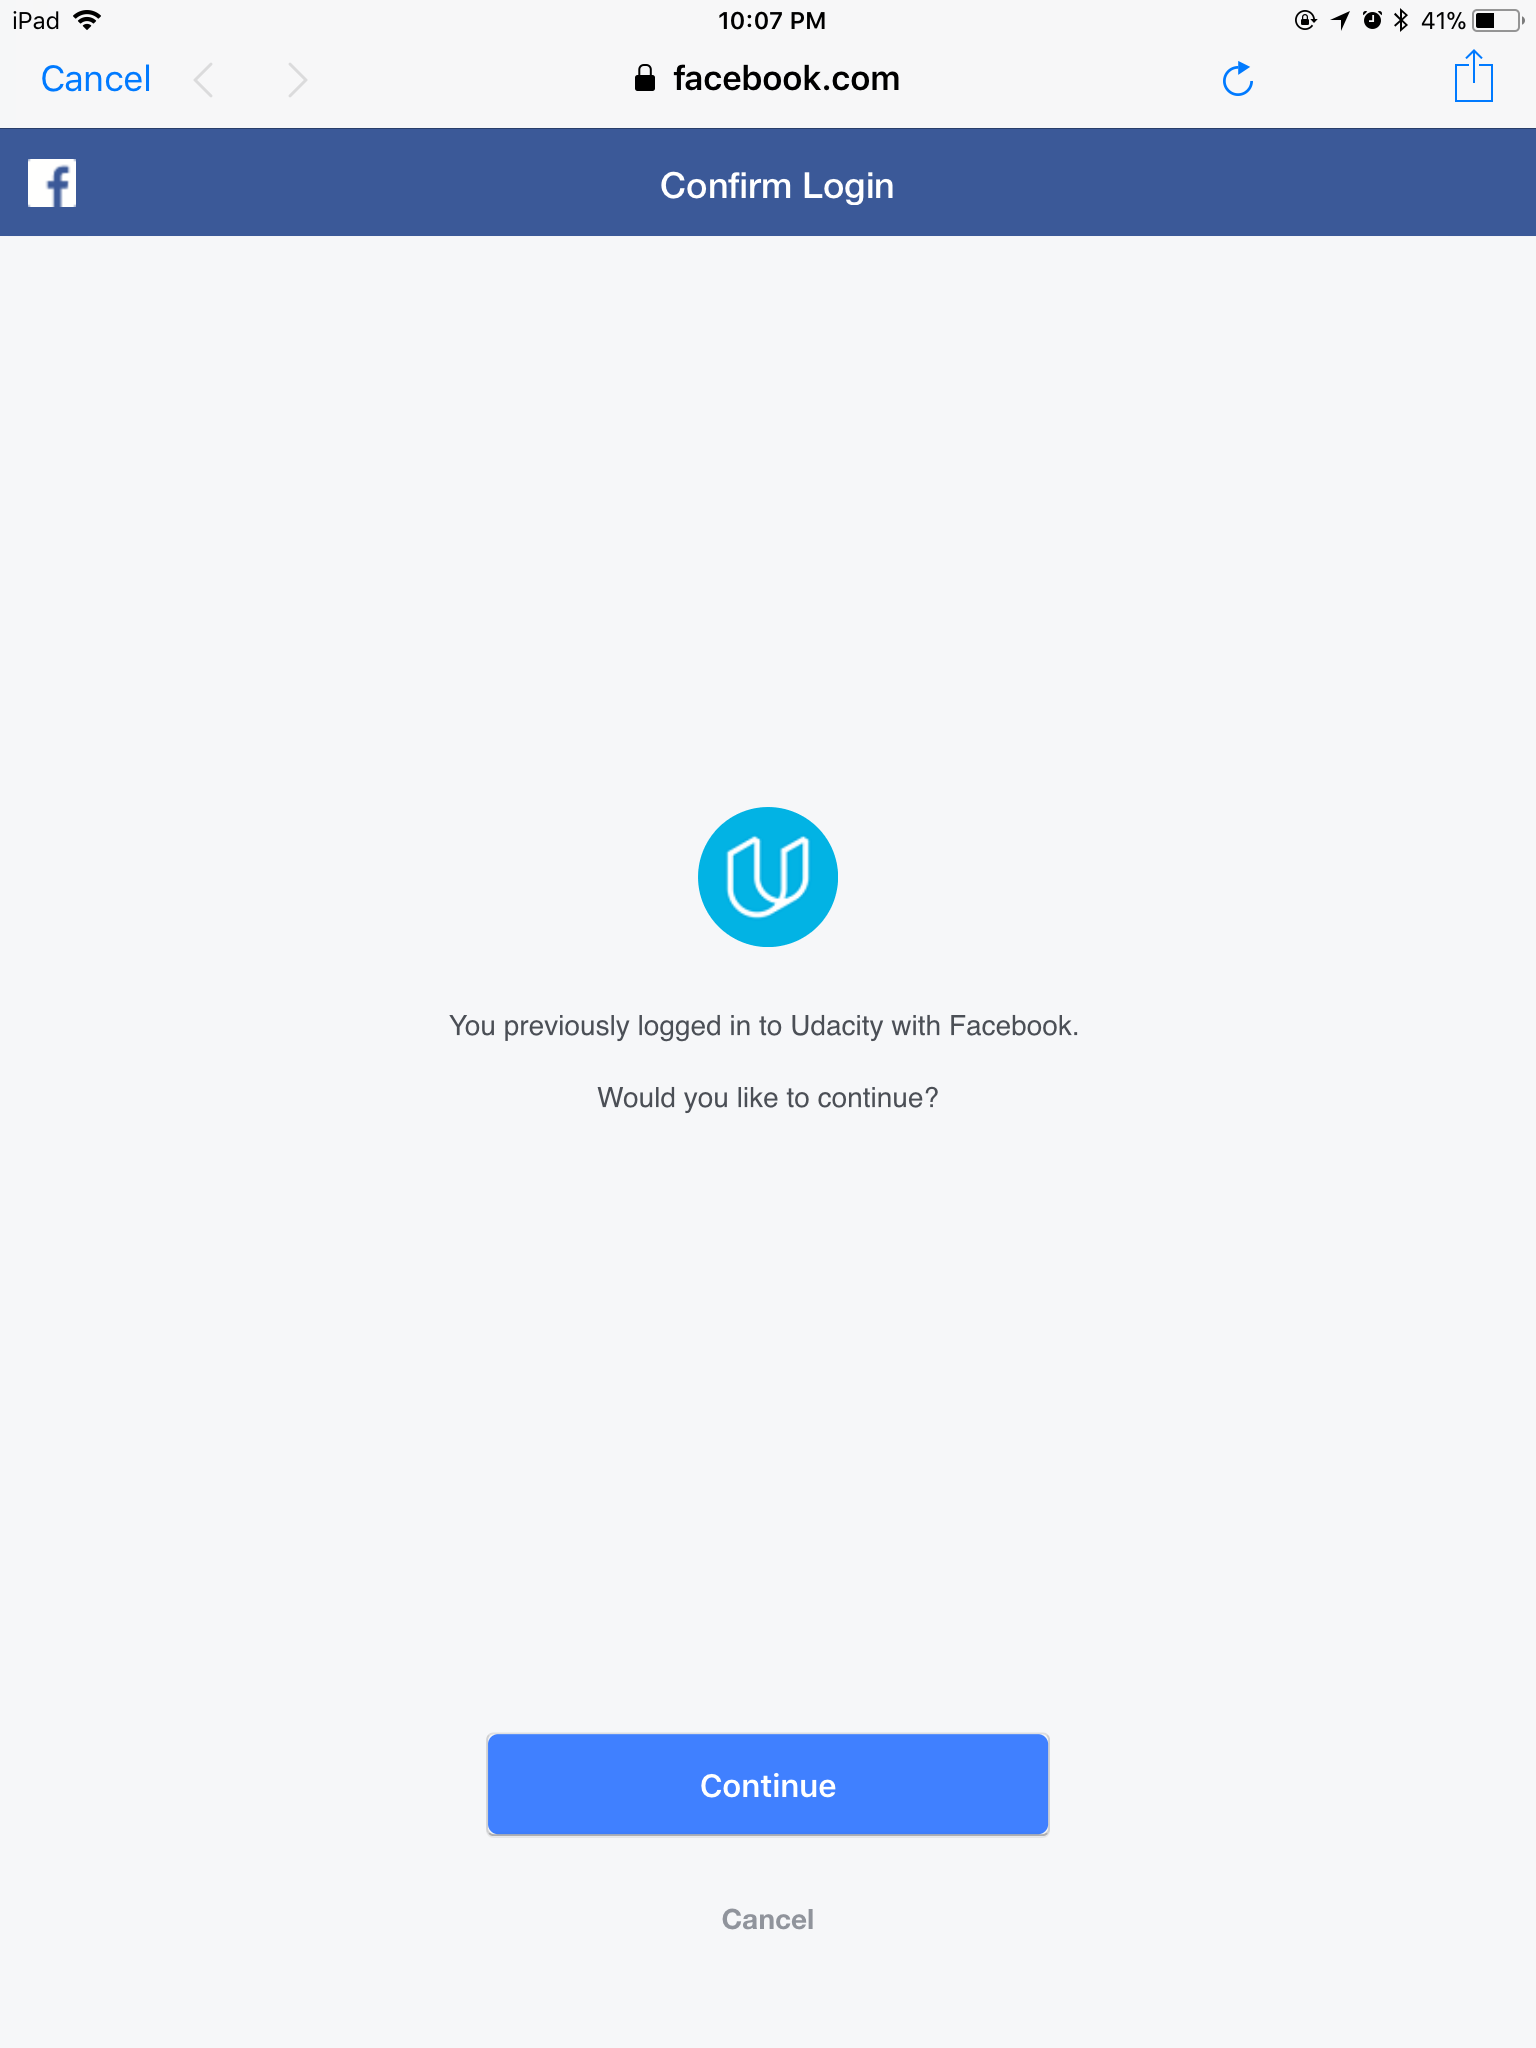 iPad 10:07 PM 41%
Cancel facebook.com
Confirm Login
You previously logged in to Udacity with Facebook.
Would you like to continue?
Continue
Cancel